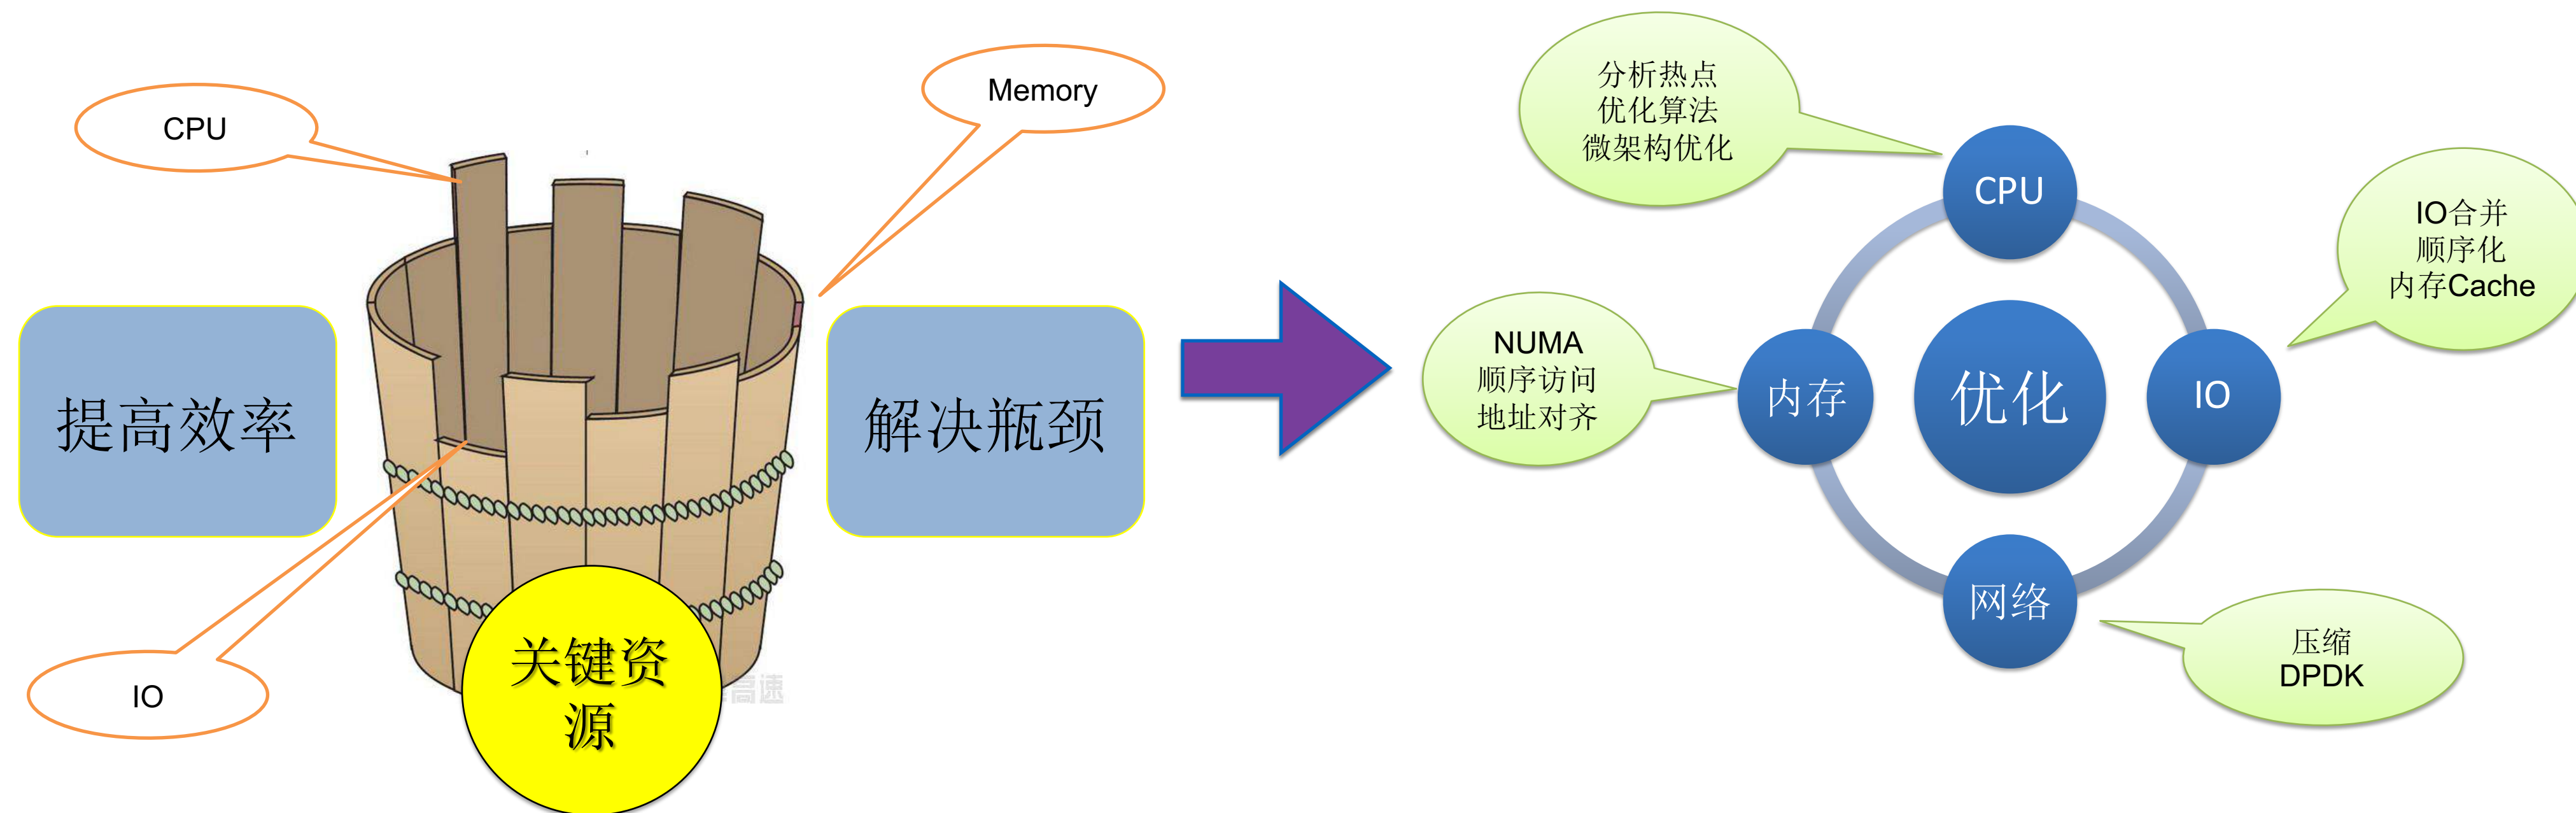 CPU
Memory
提高效率
解决瓶颈
IO
关键资
源
高速
分析热点
优化算法
微架构优化
CPU
IO合并
顺序化
内存Cache
NUMA
顺序访问
地址对齐
内存
优化
IO
网络
压缩
DPDK